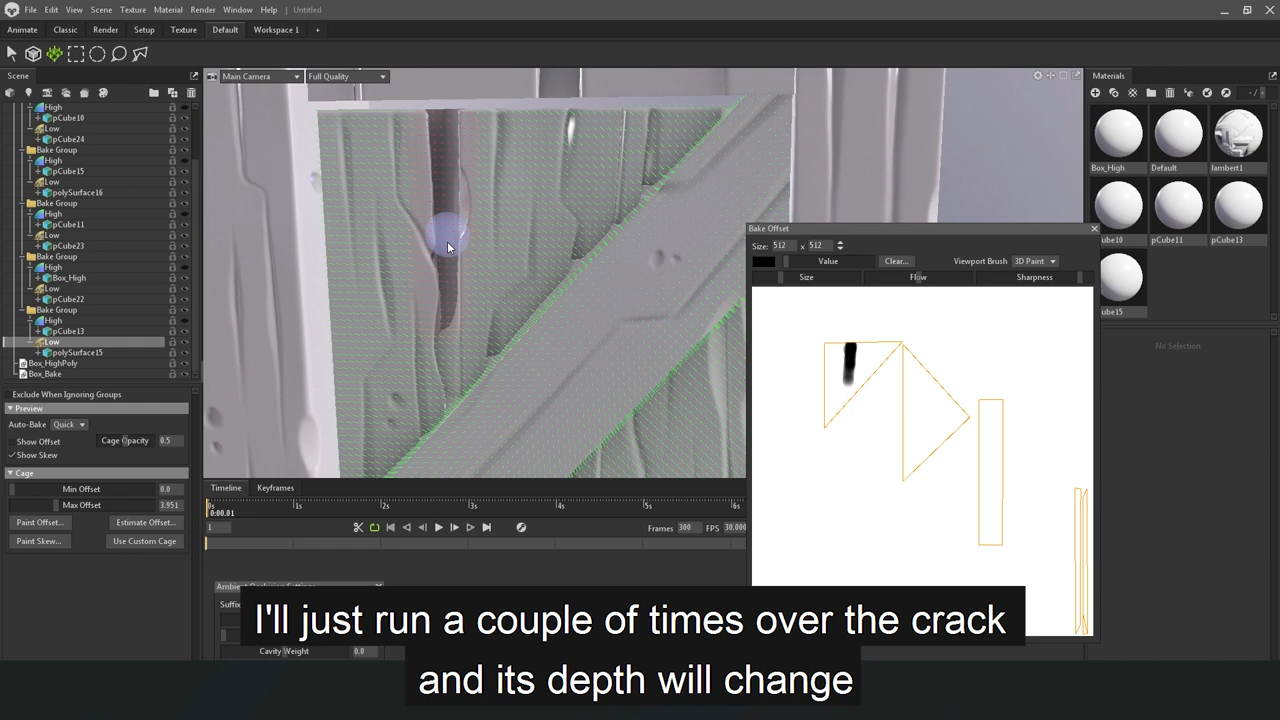 File Edit View Scene Texture Material Render Window Help Untitled
Animate Classic Render Setup Texture Default Workspace 1 +
Scene
Main Camera Full Quality
Materials
High
pCube10
Low
pCube24
Bake Group
High
pCube15
Low
polySurface16
Bake Group
High
pCube11
Low
pCube23
Bake Group
High
Box_High
Low
pCube22
Bake Group
High
pCube13
Low
polySurface15
Box_HighPoly
Box_Bake
Exclude When Ignoring Groups
Preview
Auto-Bake Quick
Show Offset Cage Opacity 0.5
Show Skew
Cage
Min Offset 0.0
Max Offset 3.951
Paint Offset... Estimate Offset...
Paint Skew... Use Custom Cage
Bake Offset
Size: 512 x 512
Value Clear... Viewport Brush 3D Paint
Size Flow Sharpness
Box_High Default lambert1
ube10 pCube11 pCube13
ube15
No Selection
Timeline Keyframes
0s 1s 2s 3s 4s 5s 6s
0:00.01
1 Frames 300 FPS 30.000
Ambient Occlusion Settings
Suffix
Cavity Weight 0.0
I'll just run a couple of times over the crack
and its depth will change